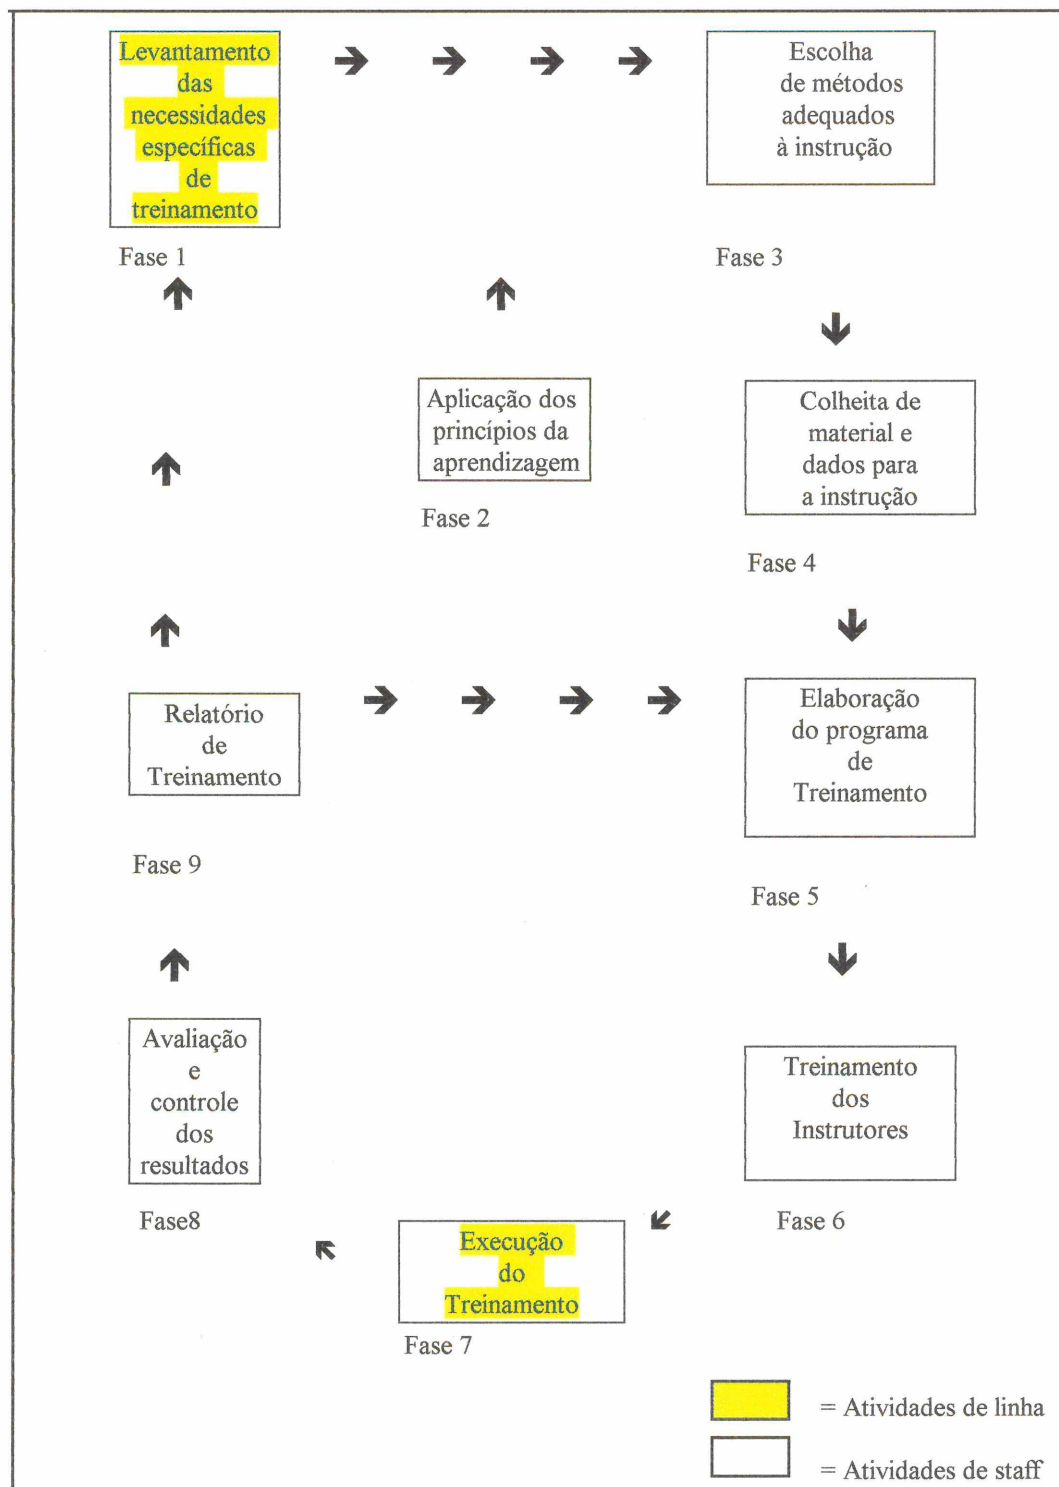 Levantamento
das
necessidades
específicas
de
treinamento
Fase 1
Escolha
de métodos
adequados
à instrução
Fase 3
Aplicação dos
princípios da
aprendizagem
Fase 2
Colheita de
material e
dados para
a instrução
Fase 4
Relatório
de
Treinamento
Fase 9
Elaboração
do programa
de
Treinamento
Fase 5
Avaliação
e
controle
dos
resultados
Fase8
Treinamento
dos
Instrutores
Fase 6
Execução
do
Treinamento
Fase 7
= Atividades de linha
= Atividades de staff